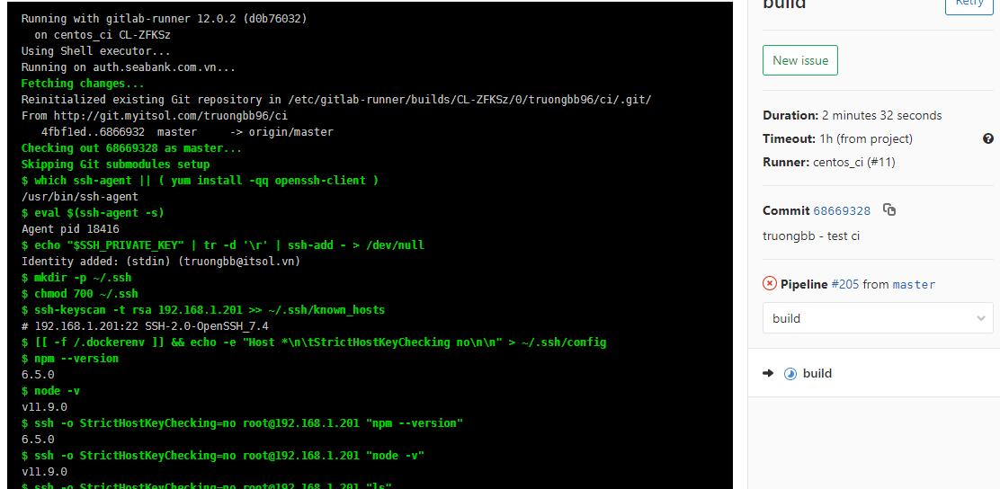 Running with gitlab-runner 12.0.2 (d0b76032)
on centos_ci CL-ZFKSz
Using Shell executor...
Running on auth.seabank.com.vn...
Fetching changes...
Reinitialized existing Git repository in /etc/gitlab-runner/builds/CL-ZFKSz/0/truongbb96/ci/.git/
From http://git.myitsol.com/truongbb96/ci
4fbf1ed..6866932 master -> origin/master
Checking out 68669328 as master...
Skipping Git submodules setup
$ which ssh-agent || ( yum install -qq openssh-client )
/usr/bin/ssh-agent
$ eval $(ssh-agent -s)
Agent pid 18416
$ echo "$SSH_PRIVATE_KEY" | tr -d '\r' | ssh-add - > /dev/null
Identity added: (stdin) (truongbb@itsol.vn)
$ mkdir -p ~/.ssh
$ chmod 700 ~/.ssh
$ ssh-keyscan -t rsa 192.168.1.201 >> ~/.ssh/known_hosts
# 192.168.1.201:22 SSH-2.0-OpenSSH_7.4
$ [[ -f /.dockerenv ]] && echo -e "Host *\n\tStrictHostKeyChecking no\n\n" > ~/.ssh/config
$ npm --version
6.5.0
$ node -v
v11.9.0
$ ssh -o StrictHostKeyChecking=no root@192.168.1.201 "npm --version"
6.5.0
$ ssh -o StrictHostKeyChecking=no root@192.168.1.201 "node -v"
v11.9.0
$ ssh -o StrictHostKeyChecking=no root@192.168.1.201 "ls"
build
Retry
New issue
Duration: 2 minutes 32 seconds
Timeout: 1h (from project)
Runner: centos_ci (#11)
Commit 68669328
truongbb - test ci
Pipeline #205 from master
build
build